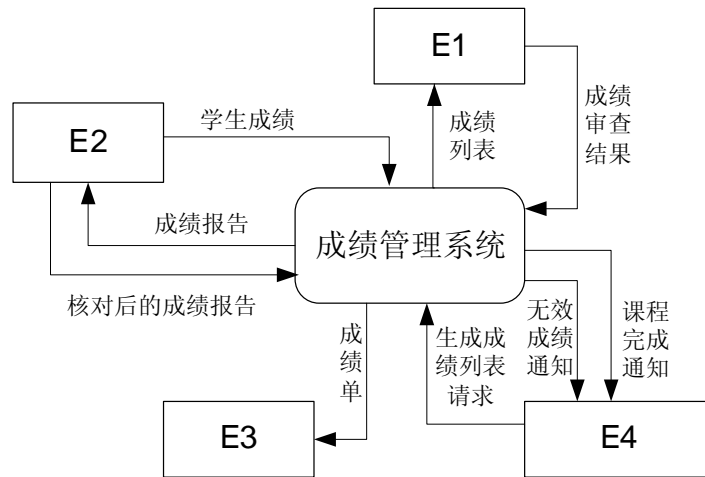 E1
成绩
审查
结果
成绩
列表
E2
学生成绩
成绩报告
核对后的成绩报告
成绩管理系统
成
绩
单
生成成
绩列表
请求
无效
成绩
通知
课程
完成
通知
E3
E4